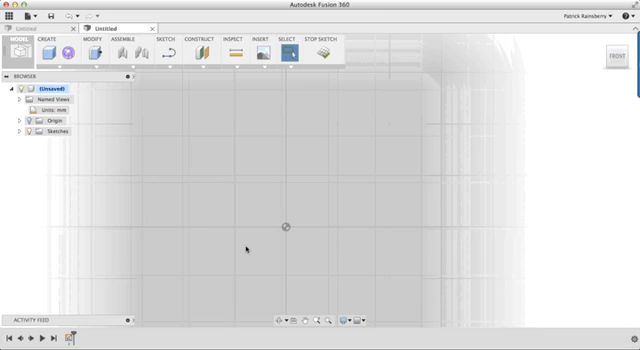 Autodesk Fusion 360
Patrick Rainsberry
Untitled
Untitled
MODEL
CREATE
MODIFY
ASSEMBLE
SKETCH
CONSTRUCT
INSPECT
INSERT
SELECT
STOP SKETCH
FRONT
BROWSER
(Unsaved)
Named Views
Units: mm
Origin
Sketches
ACTIVITY FEED